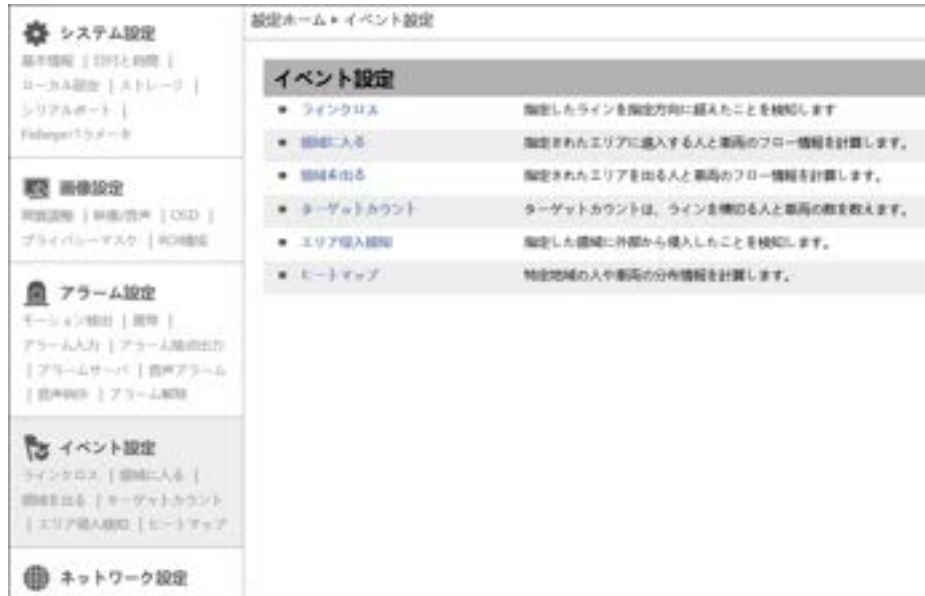 システム設定
基本情報 | 日付と時間 |
ローカル設定 | ストレージ |
シリアルポート |
Fisheyeパラメータ
画像設定
画質調整 | 映像/音声 | OSD |
プライバシーマスク | ROI機能
アラーム設定
モーション検出 | 異常 |
アラーム入力 | アラーム接点出力
| アラームサーバ | 音声アラーム
| 音声検出 | アラーム解除
イベント設定
ラインクロス | 領域に入る |
領域を出る | ターゲットカウント
| エリア侵入検知 | ヒートマップ
ネットワーク設定
設定ホーム ▸ イベント設定
イベント設定
ラインクロス 指定したラインを指定方向に超えたことを検知します
領域に入る 指定されたエリアに進入する人と車両のフロー情報を計算します。
領域を出る 指定されたエリアを出る人と車両のフロー情報を計算します。
ターゲットカウント ターゲットカウントは、ラインを横切る人と車両の数を数えます。
エリア侵入検知 指定した領域に外部から侵入したことを検知します。
ヒートマップ 特定地域の人や車両の分布情報を計算します。